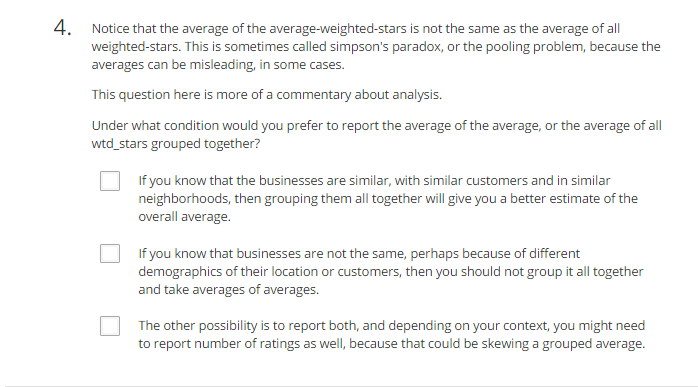 4. Notice that the average of the average-weighted-stars is not the same as the average of all
weighted-stars. This is sometimes called simpson's paradox, or the pooling problem, because the
averages can be misleading, in some cases.
This question here is more of a commentary about analysis.
Under what condition would you prefer to report the average of the average, or the average of all
wtd_stars grouped together?
If you know that the businesses are similar, with similar customers and in similar
neighborhoods, then grouping them all together will give you a better estimate of the
overall average.
If you know that businesses are not the same, perhaps because of different
demographics of their location or customers, then you should not group it all together
and take averages of averages.
The other possibility is to report both, and depending on your context, you might need
to report number of ratings as well, because that could be skewing a grouped average.